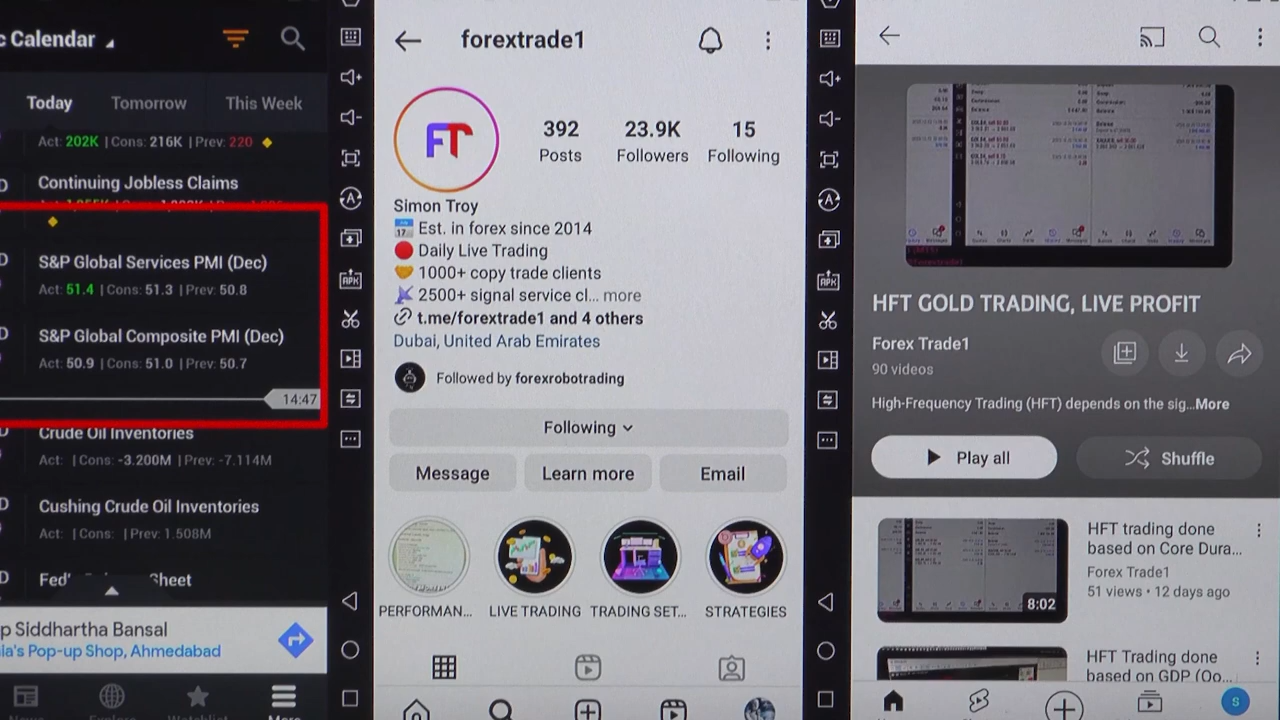 c Calendar
Today
Tomorrow
This Week
Act: 202K | Cons: 216K | Prev: 220
Continuing Jobless Claims
S&P Global Services PMI (Dec)
Act: 51.4 | Cons: 51.3 | Prev: 50.8
S&P Global Composite PMI (Dec)
Act: 50.9 | Cons: 51.0 | Prev: 50.7
14:47
Crude Oil Inventories
Act: | Cons: -3.200M | Prev: -7.114M
Cushing Crude Oil Inventories
Act: | Cons: | Prev: 1.508M
Fed' heet
p Siddhartha Bansal
ia's Pop-up Shop, Ahmedabad
forextrade1
FT
392
Posts
23.9K
Followers
15
Following
Simon Troy
17
Est. in forex since 2014
Daily Live Trading
1000+ copy trade clients
2500+ signal service cl... more
t.me/forextrade1 and 4 others
Dubai, United Arab Emirates
Followed by forexrobotrading
Following
Message
Learn more
Email
PERFORMAN...
LIVE TRADING
TRADING SET...
STRATEGIES
APK
APK
HFT GOLD TRADING, LIVE PROFIT
Forex Trade1
90 videos
High-Frequency Trading (HFT) depends on the sig...More
Play all
Shuffle
8:02
HFT trading done
based on Core Dura...
Forex Trade1
51 views • 12 days ago
HFT Trading done
based on GDP (Qo...
S